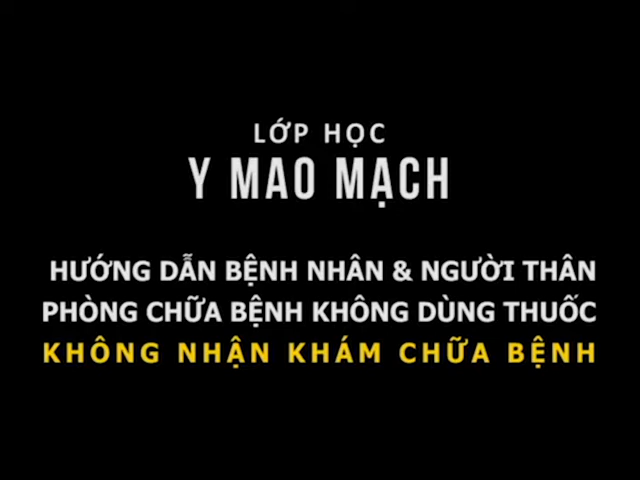 LỚP HỌC
Y MAO MẠCH
HƯỚNG DẪN BỆNH NHÂN & NGƯỜI THÂN
PHÒNG CHỮA BỆNH KHÔNG DÙNG THUỐC
KHÔNG NHẬN KHÁM CHỮA BỆNH